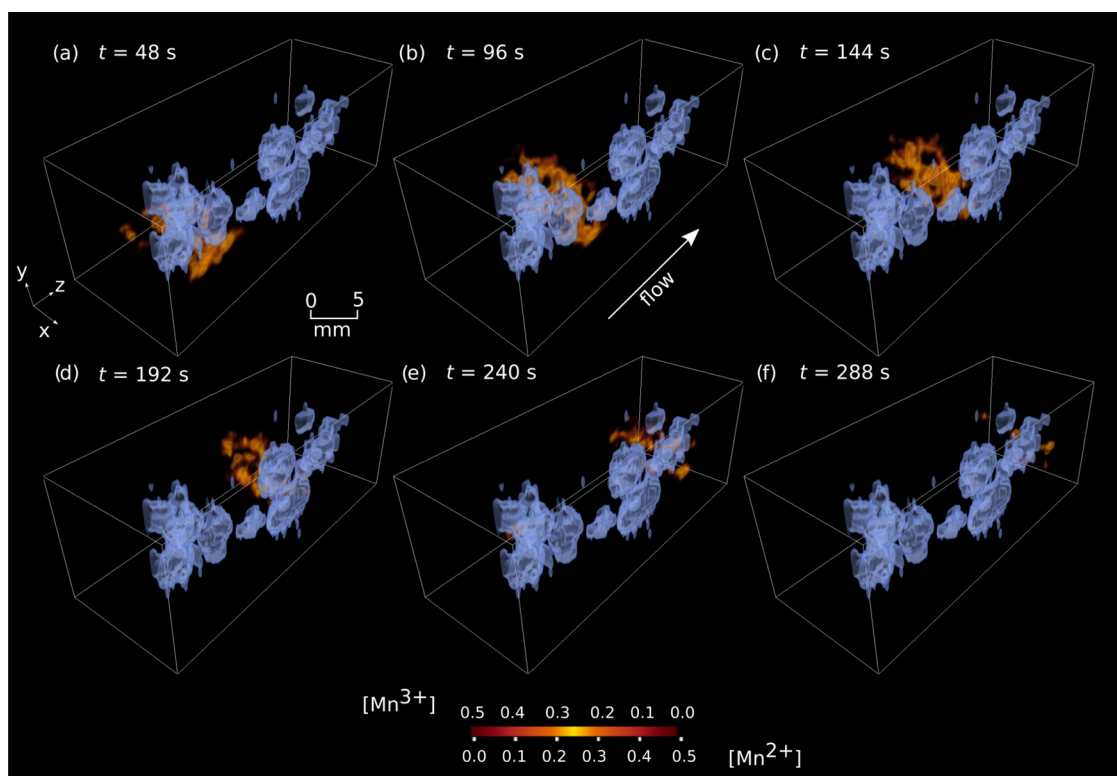 (a) t = 48 s
(b) t = 96 s
(c) t = 144 s
y
z
x
0 5
mm
flow
(d) t = 192 s
(e) t = 240 s
(f) t = 288 s
[Mn³⁺]
0.5 0.4 0.3 0.2 0.1 0.0
0.0 0.1 0.2 0.3 0.4 0.5
[Mn²⁺]